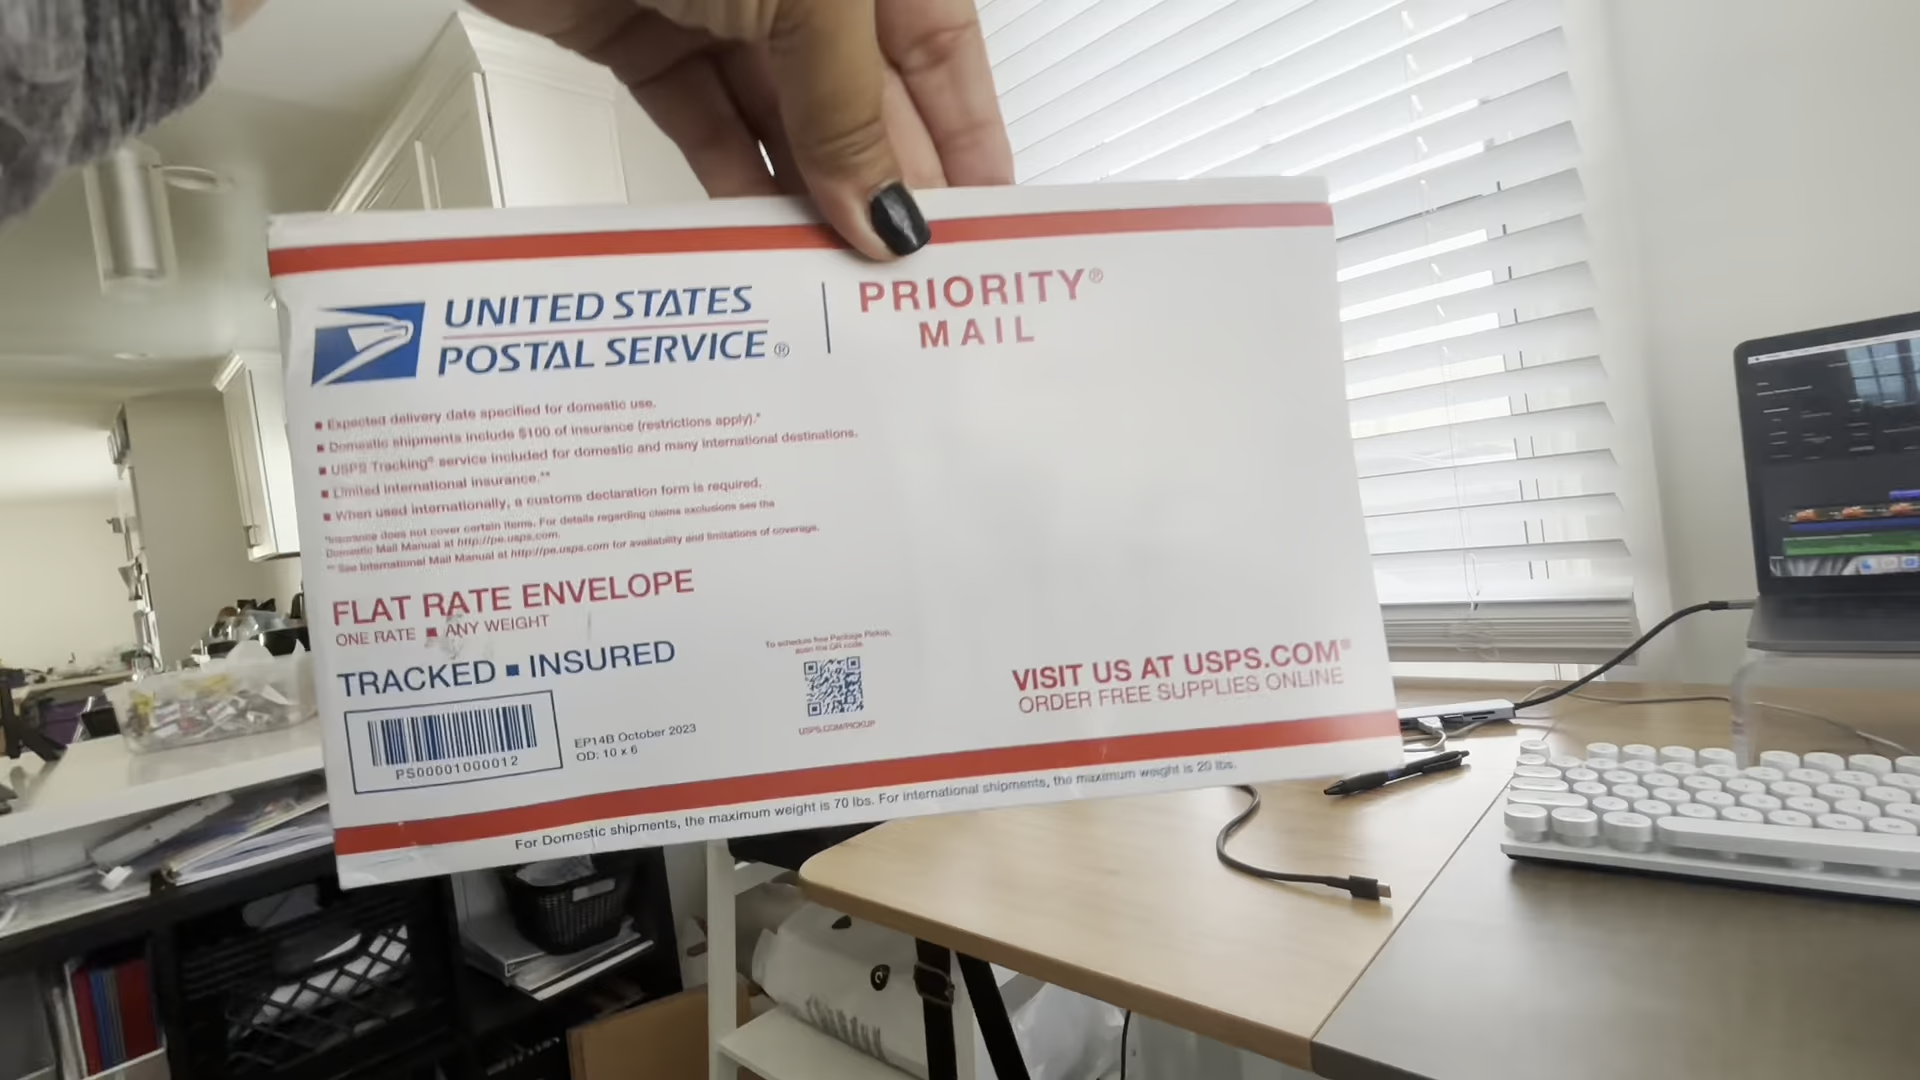 UNITED STATES
POSTAL SERVICE®
PRIORITY®
MAIL
▪ Expected delivery date specified for domestic use.
▪ Domestic shipments include $100 of insurance (restrictions apply).*
▪ USPS Tracking® service included for domestic and many international destinations.
▪ Limited international insurance.**
▪ When used internationally, a customs declaration form is required.
*Insurance does not cover certain items. For details regarding claims exclusions see the
Domestic Mail Manual at http://pe.usps.com.
** See International Mail Manual at http://pe.usps.com for availability and limitations of coverage.
FLAT RATE ENVELOPE
ONE RATE ▪ ANY WEIGHT
TRACKED ▪ INSURED
PS00001000012
EP14B October 2023
OD: 10 x 6
To schedule free Package Pickup,
scan the QR code.
USPS.COM/PICKUP
VISIT US AT USPS.COM®
ORDER FREE SUPPLIES ONLINE
For Domestic shipments, the maximum weight is 70 lbs. For international shipments, the maximum weight is 20 lbs.